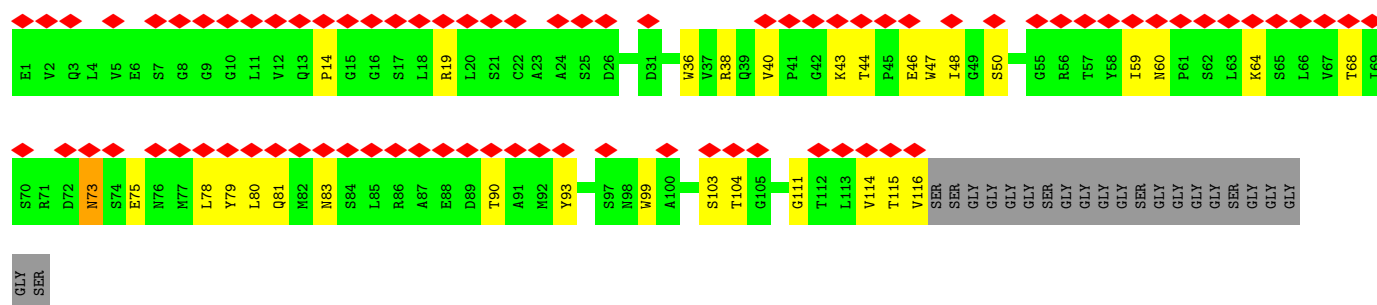 E1 V2 Q3 L4 V5 E6 S7 G8 G9 G10 L11 V12 Q13 P14 G15 G16 S17 L18 R19 L20 S21 C22 A23 A24 S25 D26 D31 W36 V37 R38 Q39 V40 P41 G42 K43 T44 P45 E46 W47 I48 G49 S50 G55 R56 T57 Y58 I59 N60 P61 S62 L63 K64 S65 L66 V67 T68 I69
S70 R71 D72 N73 S74 E75 N76 M77 L78 Y79 L80 Q81 M82 N83 S84 L85 R86 A87 E88 D89 T90 A91 M92 Y93 S97 N98 W99 A100 S103 T104 G105 G111 T112 L113 V114 T115 V116 SER SER GLY GLY GLY GLY SER GLY GLY GLY GLY SER GLY GLY GLY GLY SER GLY GLY GLY
GLY SER